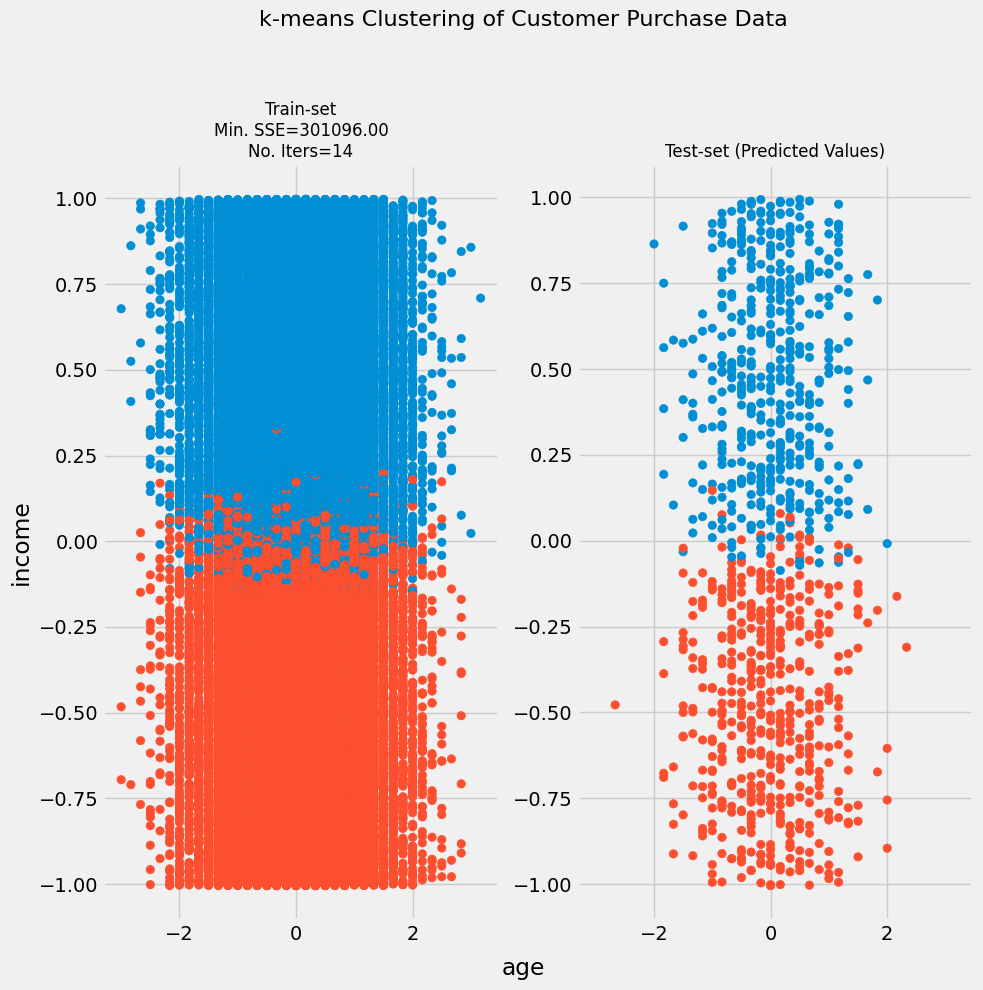 k-means Clustering of Customer Purchase Data
Train-set
Min. SSE=301096.00
No. Iters=14
Test-set (Predicted Values)
1.00
0.75
0.50
0.25
0.00
−0.25
−0.50
−0.75
−1.00
1.00
0.75
0.50
0.25
0.00
−0.25
−0.50
−0.75
−1.00
income
−2 0 2
−2 0 2
age